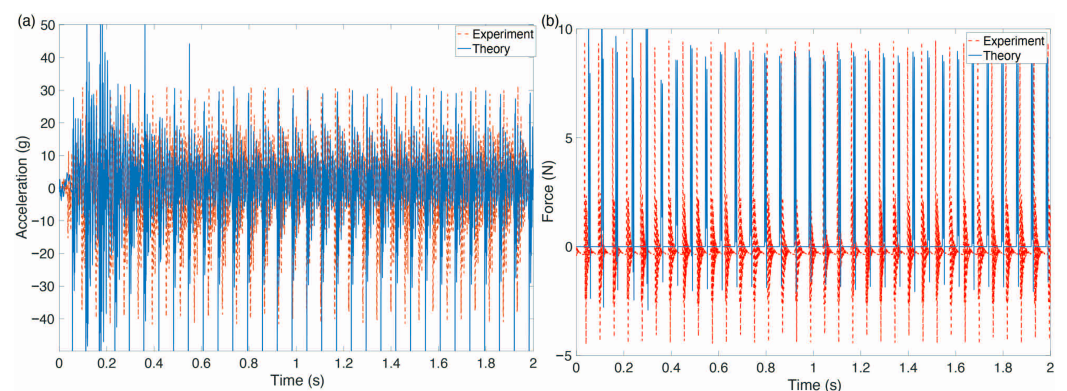 (a)
50
40
30
20
10
0
−10
−20
−30
−40
Acceleration (g)
0 0.2 0.4 0.6 0.8 1 1.2 1.4 1.6 1.8 2
Time (s)
Experiment
Theory
(b)
10
5
0
−5
Force (N)
0 0.2 0.4 0.6 0.8 1 1.2 1.4 1.6 1.8 2
Time (s)
Experiment
Theory